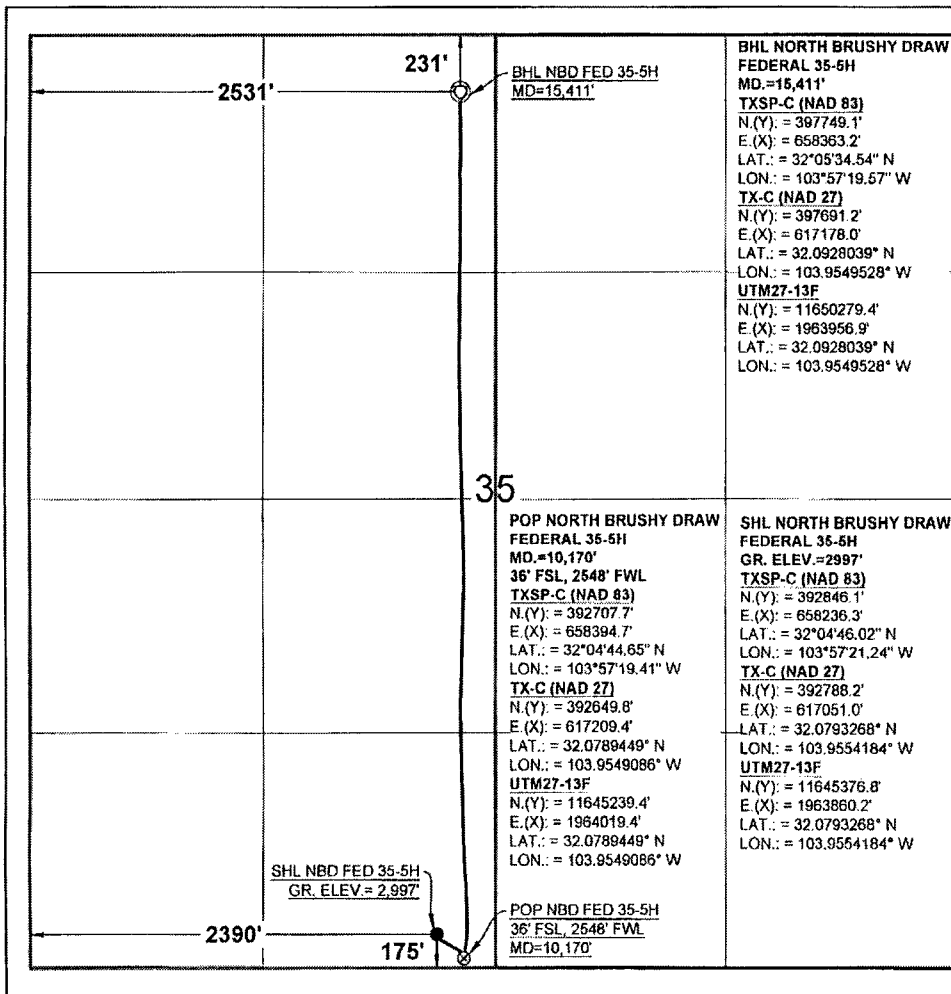 231'
2531'
BHL NBD FED 35-5H
MD=15,411'
BHL NORTH BRUSHY DRAW
FEDERAL 35-5H
MD.=15,411'
TXSP-C (NAD 83)
N.(Y): = 397749.1'
E.(X): = 658363.2'
LAT.: = 32°05'34.54" N
LON.: = 103°57'19.57" W
TX-C (NAD 27)
N.(Y): = 397691.2'
E.(X): = 617178.0'
LAT.: = 32.0928039° N
LON.: = 103.9549528° W
UTM27-13F
N.(Y): = 11650279.4'
E.(X): = 1963956.9'
LAT.: = 32.0928039° N
LON.: = 103.9549528° W
35
POP NORTH BRUSHY DRAW
FEDERAL 35-5H
MD.=10,170'
36' FSL, 2548' FWL
TXSP-C (NAD 83)
N.(Y): = 392707.7'
E.(X): = 658394.7'
LAT.: = 32°04'44.65" N
LON.: = 103°57'19.41" W
TX-C (NAD 27)
N.(Y): = 392649.8'
E.(X): = 617209.4'
LAT.: = 32.0789449° N
LON.: = 103.9549086° W
UTM27-13F
N.(Y): = 11645239.4'
E.(X): = 1964019.4'
LAT.: = 32.0789449° N
LON.: = 103.9549086° W
SHL NORTH BRUSHY DRAW
FEDERAL 35-5H
GR. ELEV.=2997'
TXSP-C (NAD 83)
N.(Y): = 392846.1'
E.(X): = 658236.3'
LAT.: = 32°04'46.02" N
LON.: = 103°57'21.24" W
TX-C (NAD 27)
N.(Y): = 392788.2'
E.(X): = 617051.0'
LAT.: = 32.0793268° N
LON.: = 103.9554184° W
UTM27-13F
N.(Y): = 11645376.8'
E.(X): = 1963860.2'
LAT.: = 32.0793268° N
LON.: = 103.9554184° W
SHL NBD FED 35-5H
GR. ELEV.= 2,997'
2390'
175'
POP NBD FED 35-5H
36' FSL, 2548' FWL
MD=10,170'